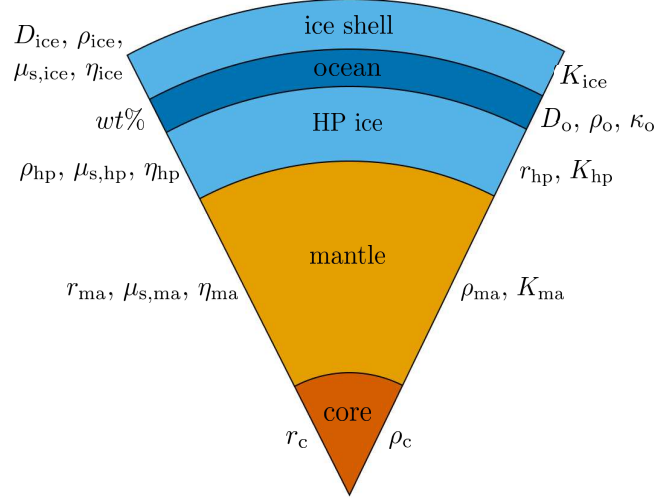 D_ice, ρ_ice,
ice shell
μ_s,ice, η_ice
ocean
K_ice
wt%
HP ice
D_o, ρ_o, κ_o
ρ_hp, μ_s,hp, η_hp
r_hp, K_hp
mantle
r_ma, μ_s,ma, η_ma
ρ_ma, K_ma
core
r_c
ρ_c